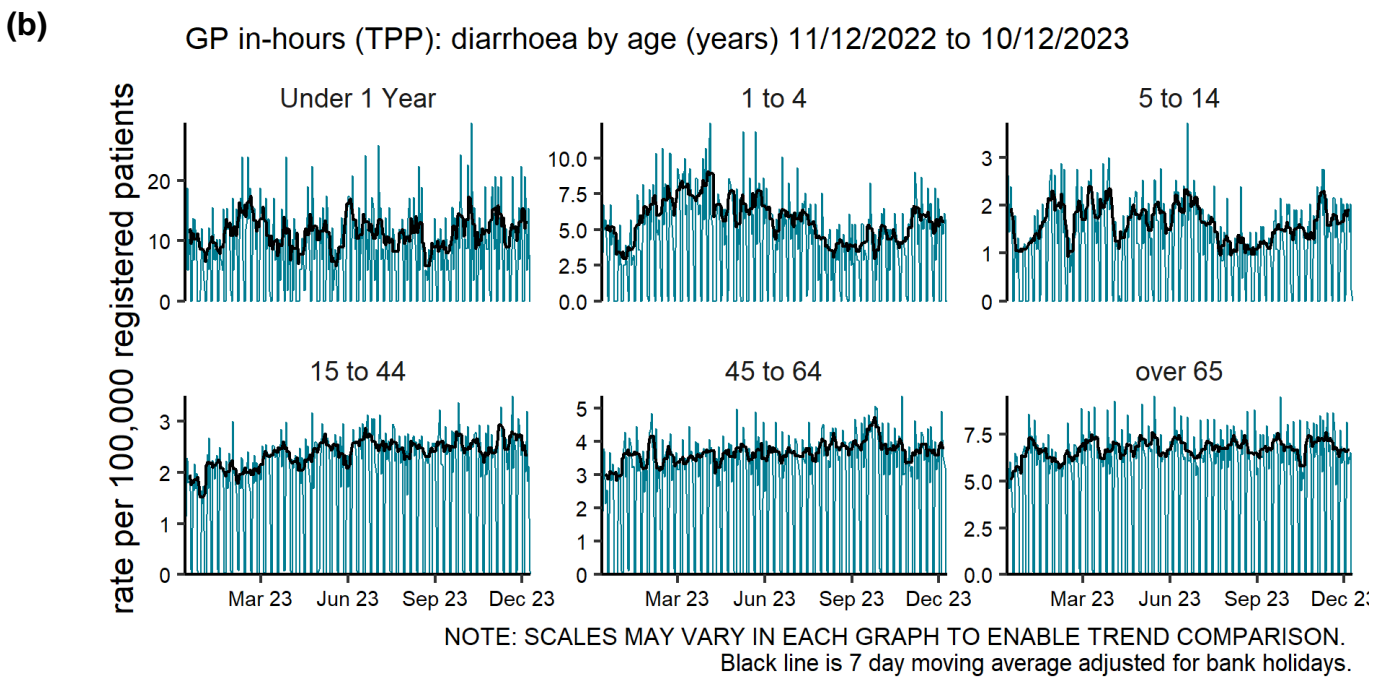 (b)
GP in-hours (TPP): diarrhoea by age (years) 11/12/2022 to 10/12/2023
rate per 100,000 registered patients
Under 1 Year
20
10
0
1 to 4
10.0
7.5
5.0
2.5
0.0
5 to 14
3
2
1
0
15 to 44
3
2
1
0
Mar 23 Jun 23 Sep 23 Dec 23
45 to 64
5
4
3
2
1
0
Mar 23 Jun 23 Sep 23 Dec 23
over 65
7.5
5.0
2.5
0.0
Mar 23 Jun 23 Sep 23 Dec
NOTE: SCALES MAY VARY IN EACH GRAPH TO ENABLE TREND COMPARISON.
Black line is 7 day moving average adjusted for bank holidays.